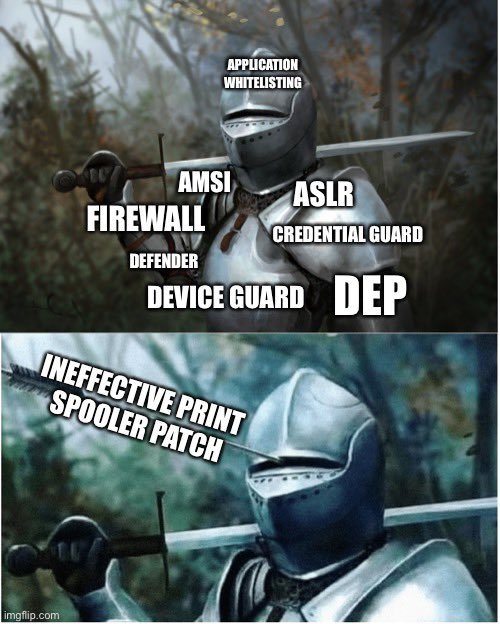 APPLICATION
WHITELISTING
AMSI
ASLR
FIREWALL
CREDENTIAL GUARD
DEFENDER
DEVICE GUARD
DEP
INEFFECTIVE PRINT
SPOOLER PATCH
imgflip.com